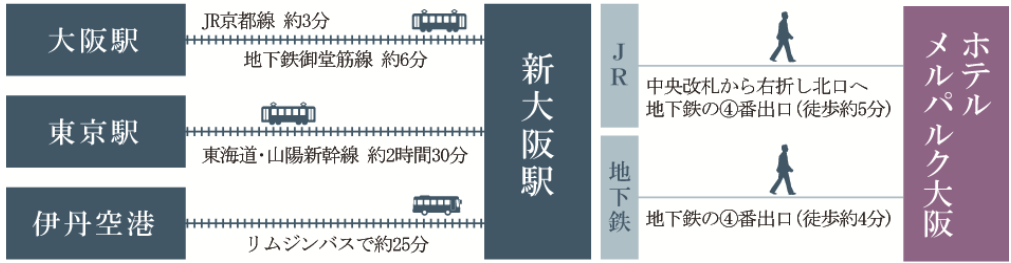 大阪駅
JR京都線 約3分
地下鉄御堂筋線 約6分
東京駅
東海道・山陽新幹線 約2時間30分
伊丹空港
リムジンバスで約25分
新大阪駅
JR
中央改札から右折し北口へ
地下鉄の④番出口（徒歩約5分）
地下鉄
地下鉄の④番出口（徒歩約4分）
ホテル
メルパルク大阪